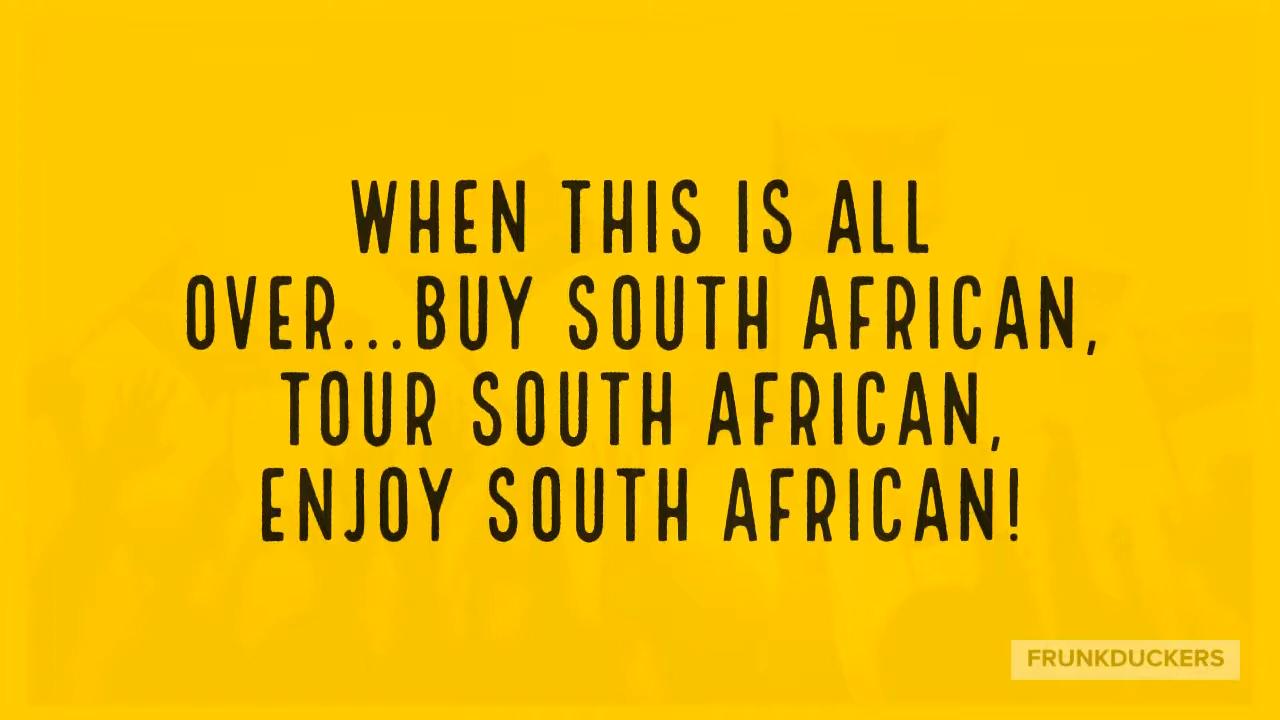 WHEN THIS IS ALL
OVER...BUY SOUTH AFRICAN,
TOUR SOUTH AFRICAN,
ENJOY SOUTH AFRICAN!
FRUNKDUCKERS